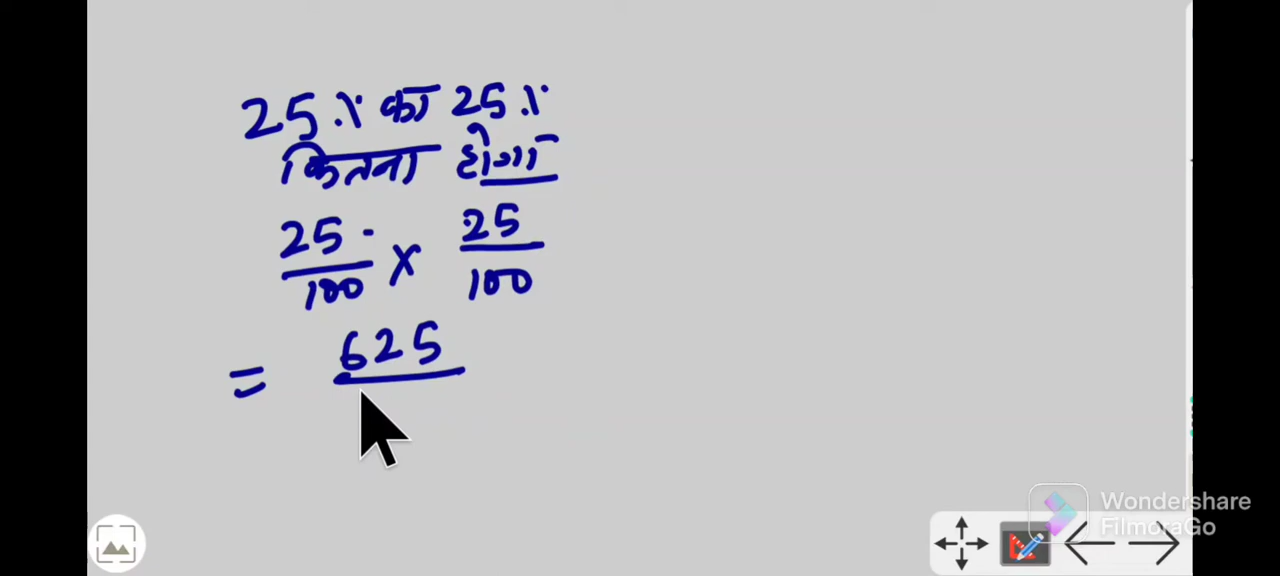 25% का 25%
कितना होगा
25/100 × 25/100
= 625
Wondershare
FilmoraGo